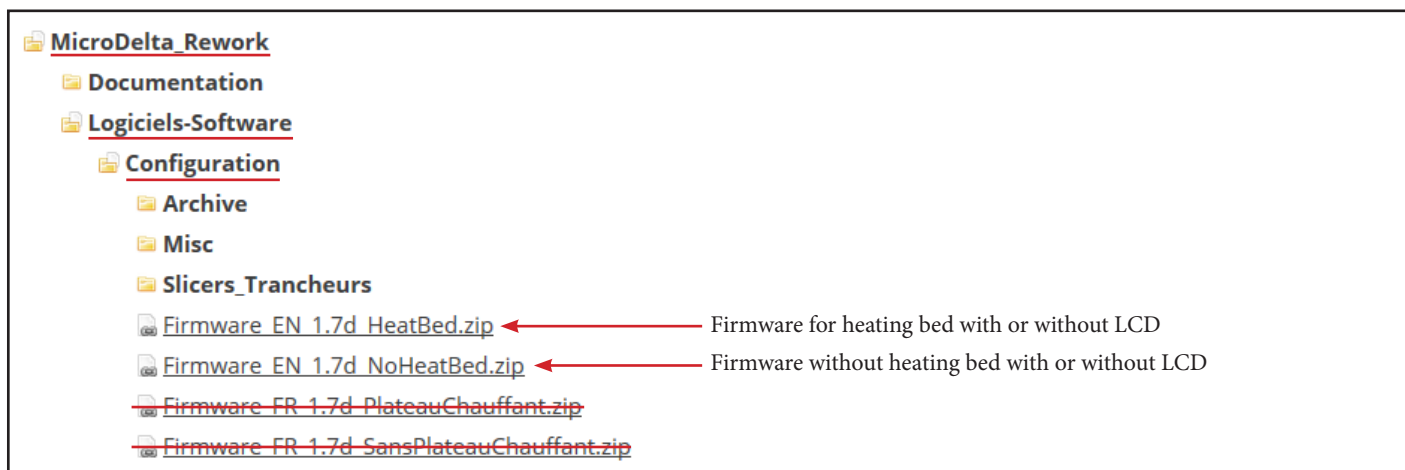 MicroDelta_Rework
Documentation
Logiciels-Software
Configuration
Archive
Misc
Slicers_Trancheurs
Firmware_EN_1.7d_HeatBed.zip Firmware for heating bed with or without LCD
Firmware_EN_1.7d_NoHeatBed.zip Firmware without heating bed with or without LCD
Firmware_FR_1.7d_PlateauChauffant.zip
Firmware_FR_1.7d_SansPlateauChauffant.zip